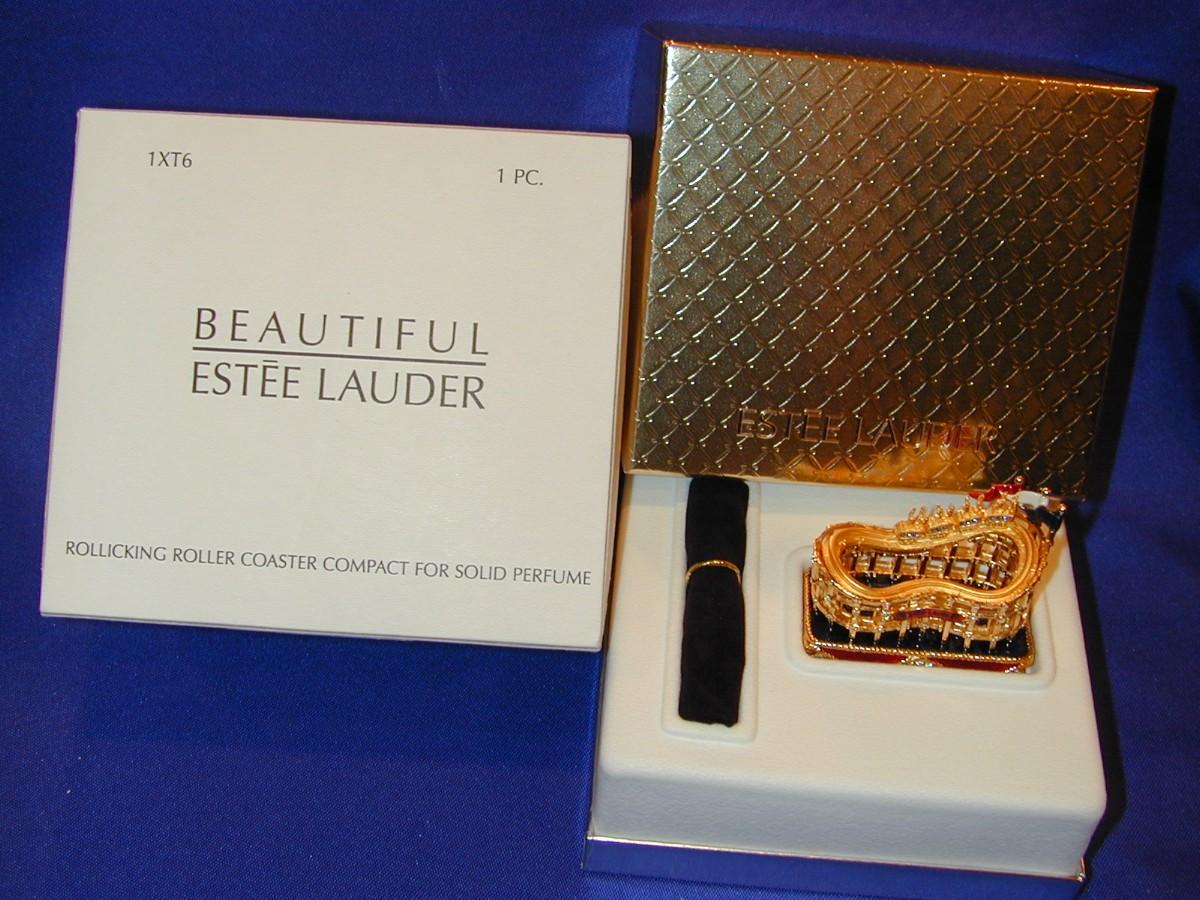 1XT6 1 PC.
BEAUTIFUL
ESTĒE LAUDER
ROLLICKING ROLLER COASTER COMPACT FOR SOLID PERFUME
ESTĒE LAUDER